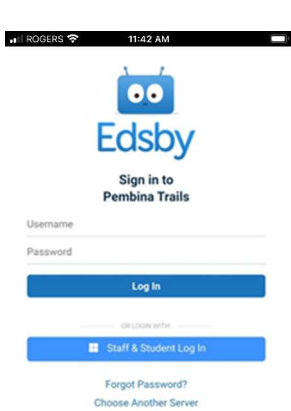 ROGERS 11:42 AM
Edsby
Sign in to
Pembina Trails
Username
Password
Log In
OR LOGIN WITH
Staff & Student Log In
Forgot Password?
Choose Another Server